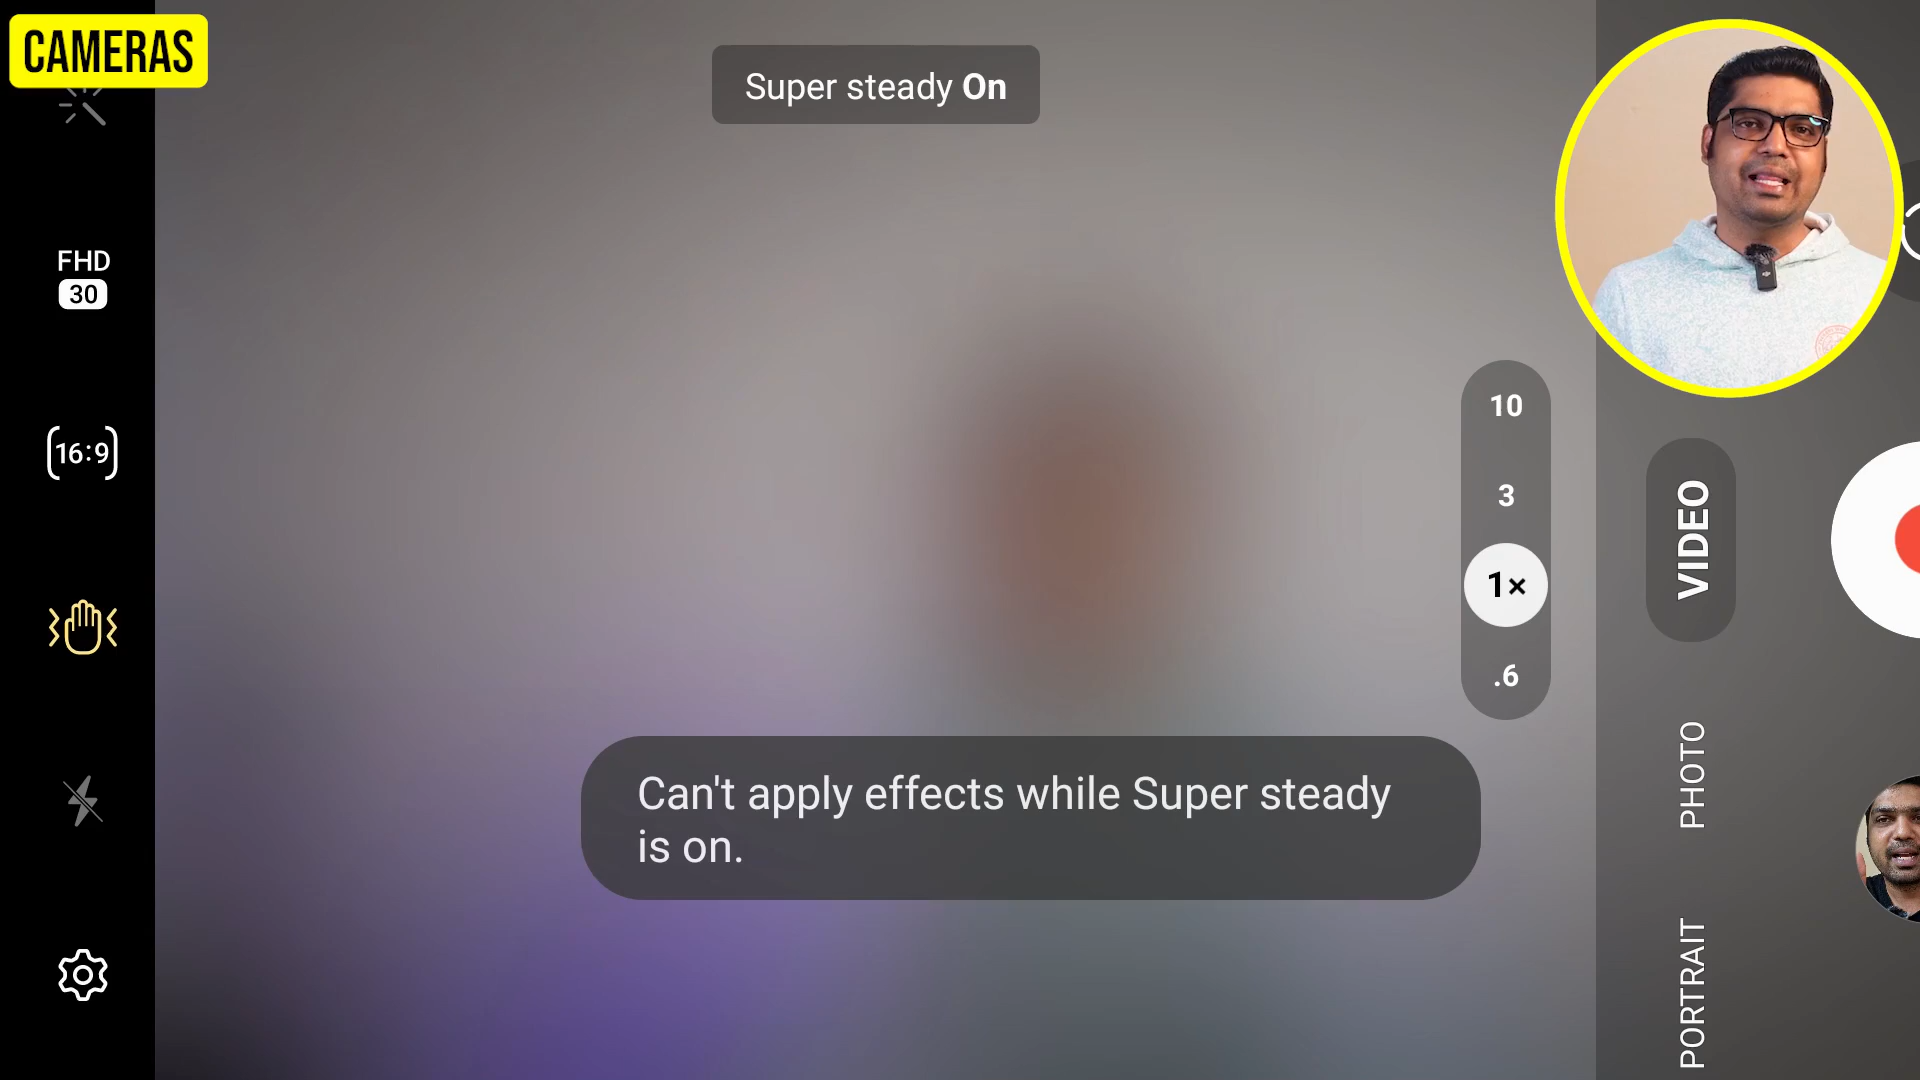 CAMERAS
Super steady On
FHD
30
16:9
10
3
1×
.6
VIDEO
PHOTO
PORTRAIT
Can't apply effects while Super steady
is on.